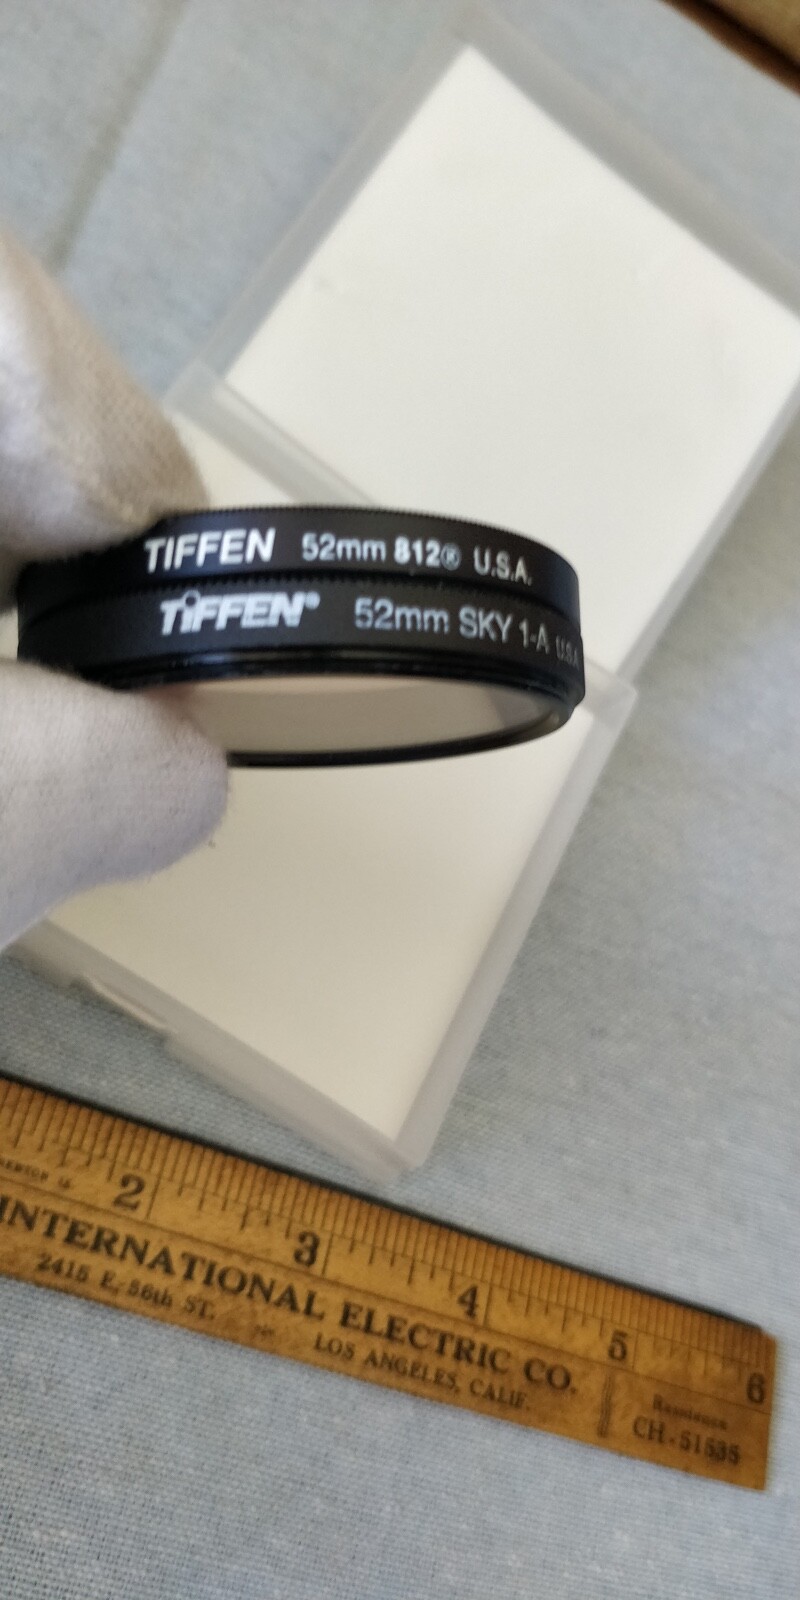 TIFFEN 52mm 812® U.S.A.
TIFFEN® 52mm SKY 1-A U.S.A
2 3 4 5 6
INTERNATIONAL ELECTRIC CO.
2415 E. 56th ST.
LOS ANGELES, CALIF.
CH-51535